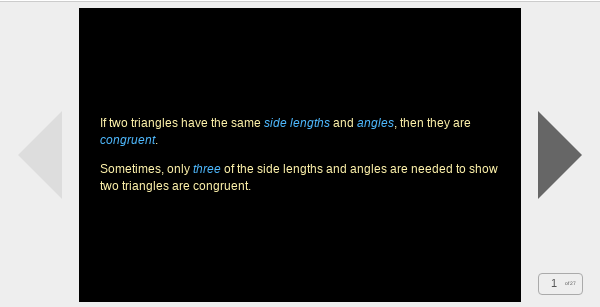 If two triangles have the same side lengths and angles, then they are
congruent.
Sometimes, only three of the side lengths and angles are needed to show
two triangles are congruent.
1 of 27